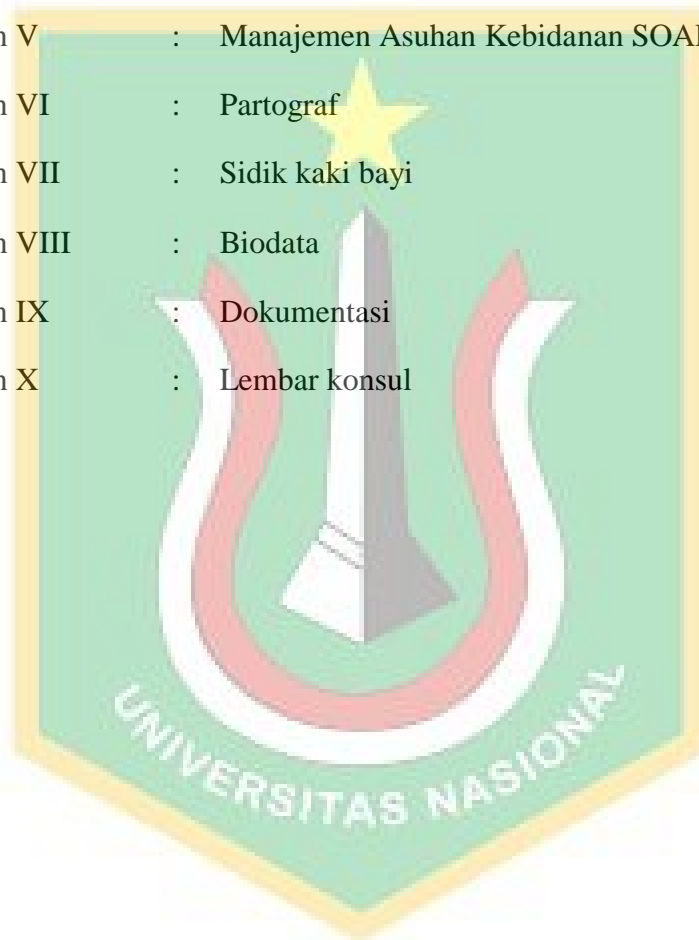 n V : Manajemen Asuhan Kebidanan SOA
n VI : Partograf
n VII : Sidik kaki bayi
n VIII : Biodata
n IX : Dokumentasi
n X : Lembar konsul
UNIVERSITAS NASIONAL